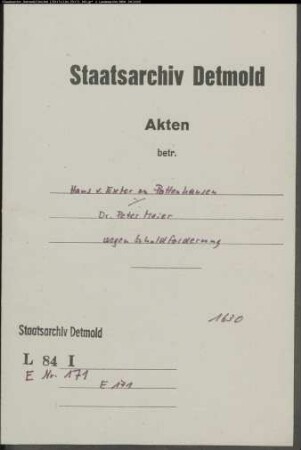 Staatsarchiv Detmold
Akten
betr.
Hans v. Exter zu Pottenhausen
./.
Dr. Peter Meier
wegen Schuldforderung
1630
Staatsarchiv Detmold
L 84 I
E Nr. 171
E 171